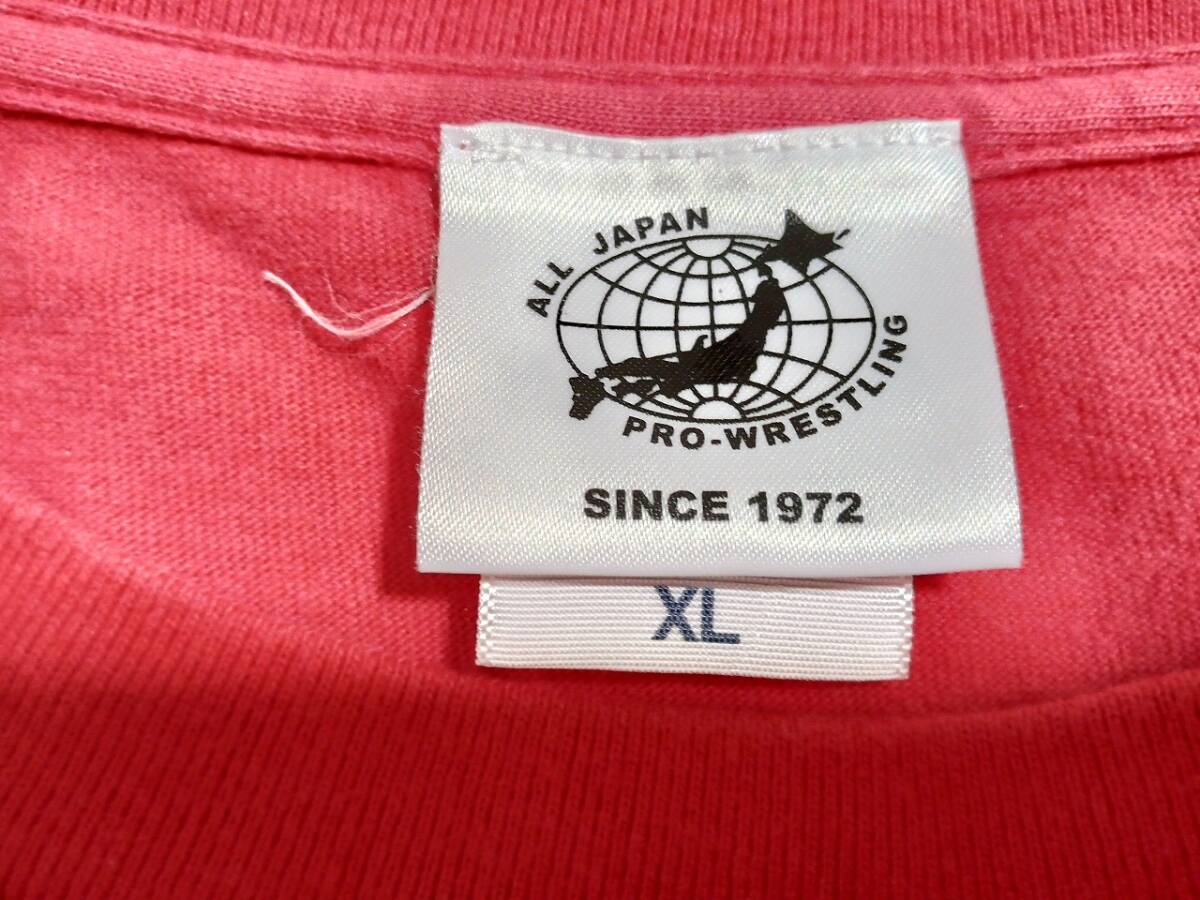 ALL JAPAN
PRO-WRESTLING
SINCE 1972
XL